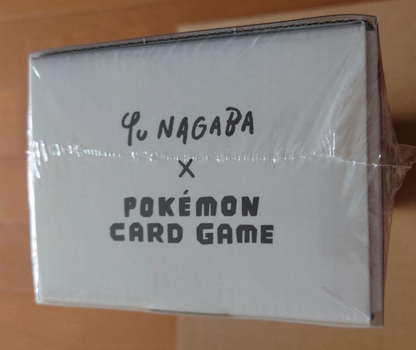 Yu NAGABA
×
POKÉMON
CARD GAME